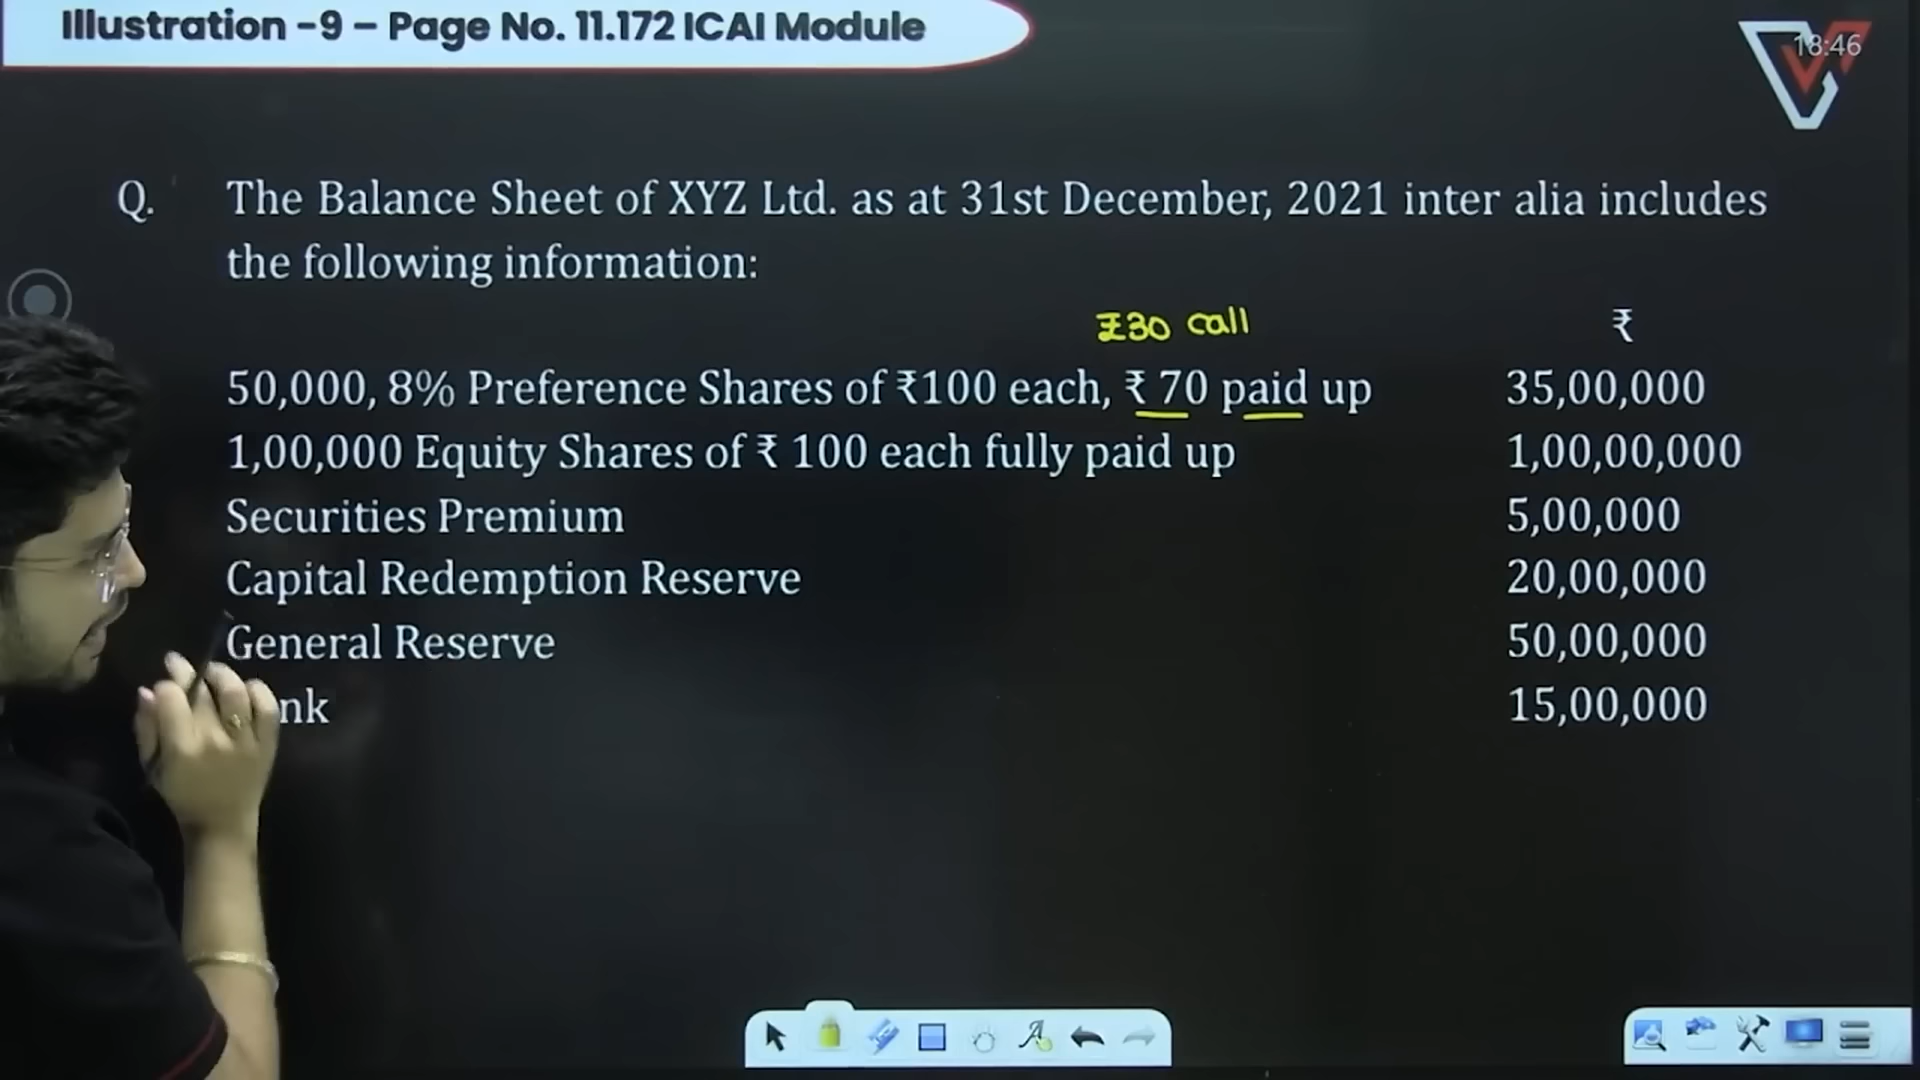 Illustration -9 – Page No. 11.172 ICAI Module
18:46
Q. The Balance Sheet of XYZ Ltd. as at 31st December, 2021 inter alia includes
the following information:
₹30 call
₹
50,000, 8% Preference Shares of ₹100 each, ₹ 70 paid up 35,00,000
1,00,000 Equity Shares of ₹ 100 each fully paid up 1,00,00,000
Securities Premium 5,00,000
Capital Redemption Reserve 20,00,000
General Reserve 50,00,000
nk 15,00,000